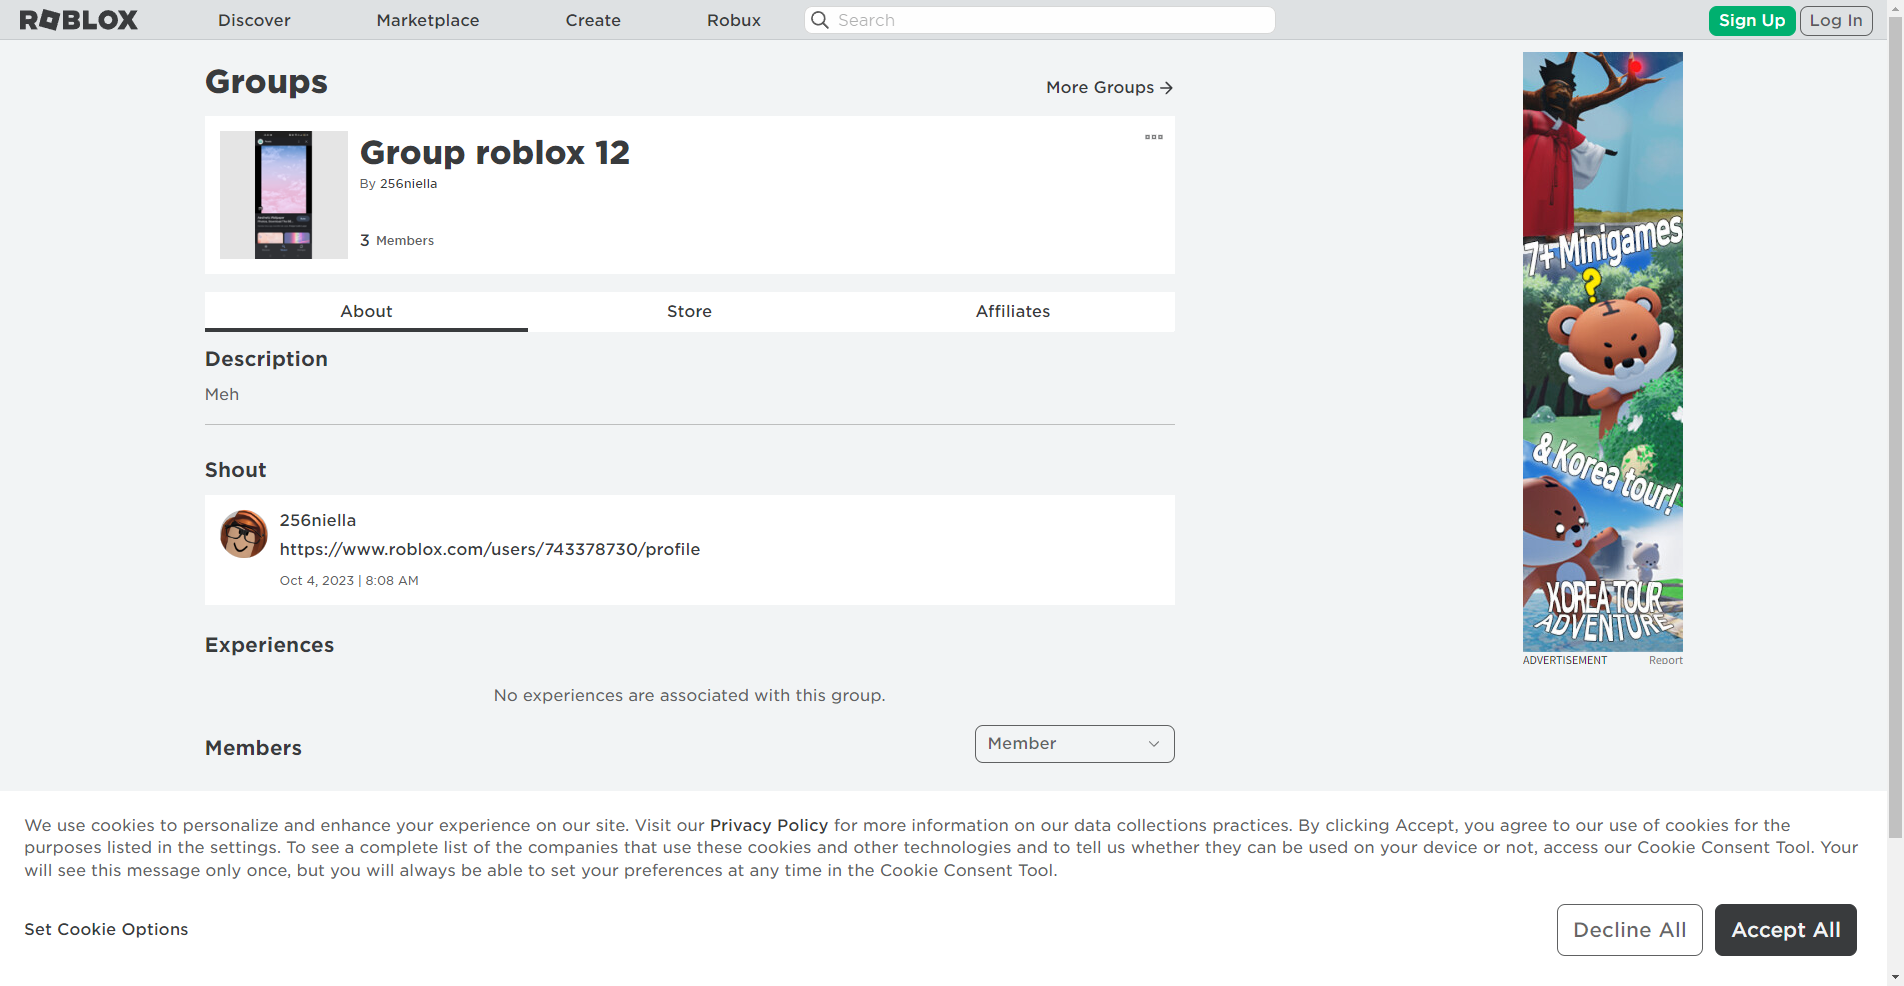 ROBLOX
Discover
Marketplace
Create
Robux
Search
Sign Up
Log In
Groups
More Groups
Group roblox 12
By 256niella
3 Members
About
Store
Affiliates
Description
Meh
Shout
256niella
https://www.roblox.com/users/743378730/profile
Oct 4, 2023 | 8:08 AM
Experiences
No experiences are associated with this group.
Members
Member
7+ Minigames
?
& Korea tour!
KOREA TOUR
ADVENTURE
ADVERTISEMENT
Report
We use cookies to personalize and enhance your experience on our site. Visit our Privacy Policy for more information on our data collections practices. By clicking Accept, you agree to our use of cookies for the
purposes listed in the settings. To see a complete list of the companies that use these cookies and other technologies and to tell us whether they can be used on your device or not, access our Cookie Consent Tool. Your
will see this message only once, but you will always be able to set your preferences at any time in the Cookie Consent Tool.
Set Cookie Options
Decline All
Accept All